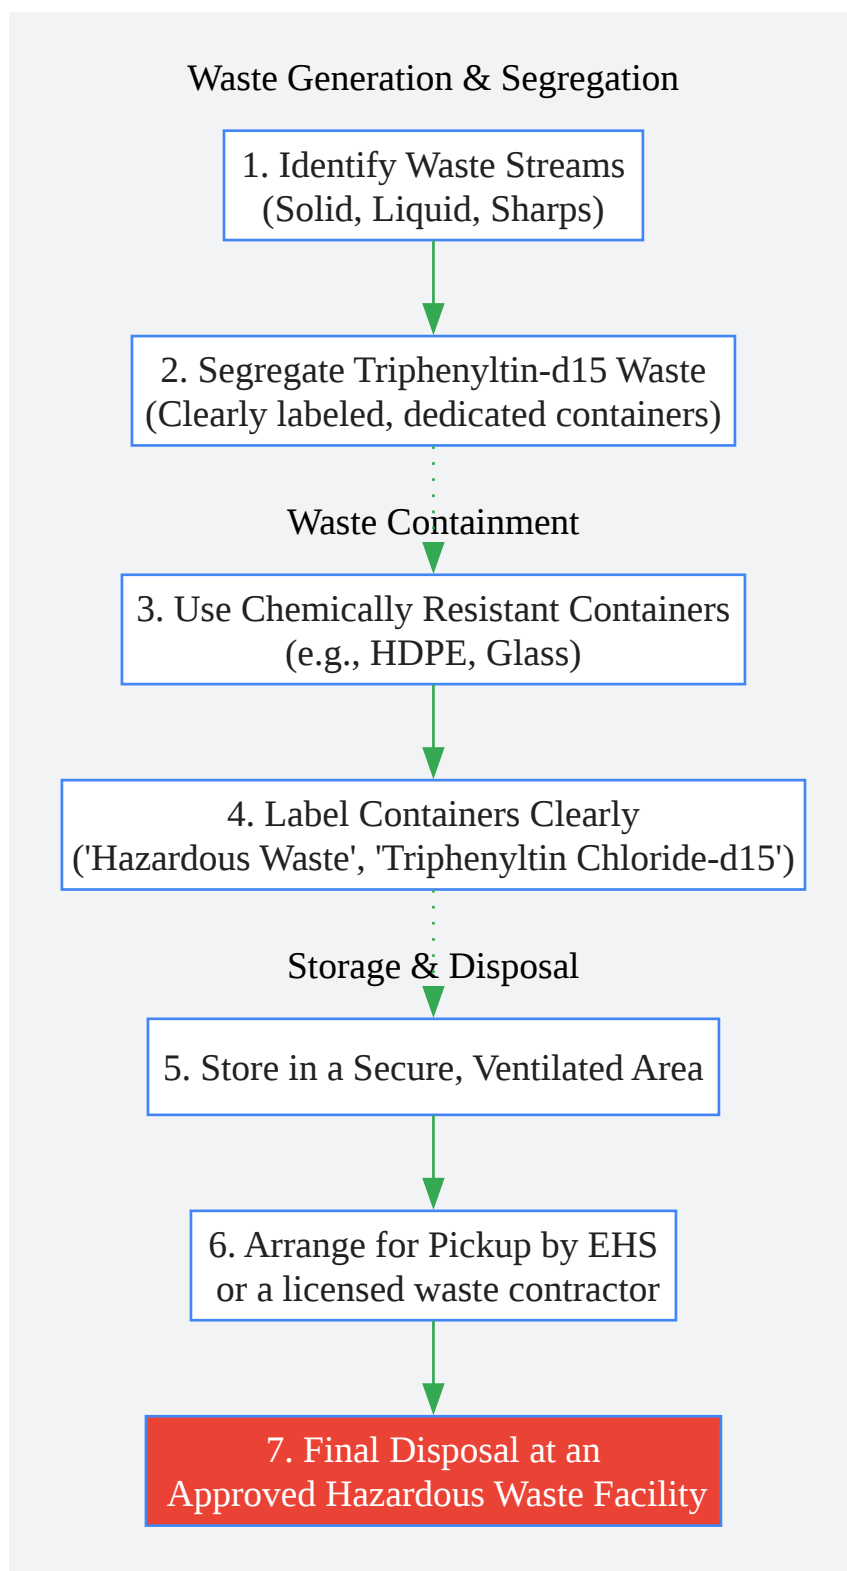 Waste Generation & Segregation
1. Identify Waste Streams
(Solid, Liquid, Sharps)
2. Segregate Triphenyltin-d15 Waste
(Clearly labeled, dedicated containers)
Waste Containment
3. Use Chemically Resistant Containers
(e.g., HDPE, Glass)
4. Label Containers Clearly
('Hazardous Waste', 'Triphenyltin Chloride-d15')
Storage & Disposal
5. Store in a Secure, Ventilated Area
6. Arrange for Pickup by EHS
or a licensed waste contractor
7. Final Disposal at an
Approved Hazardous Waste Facility